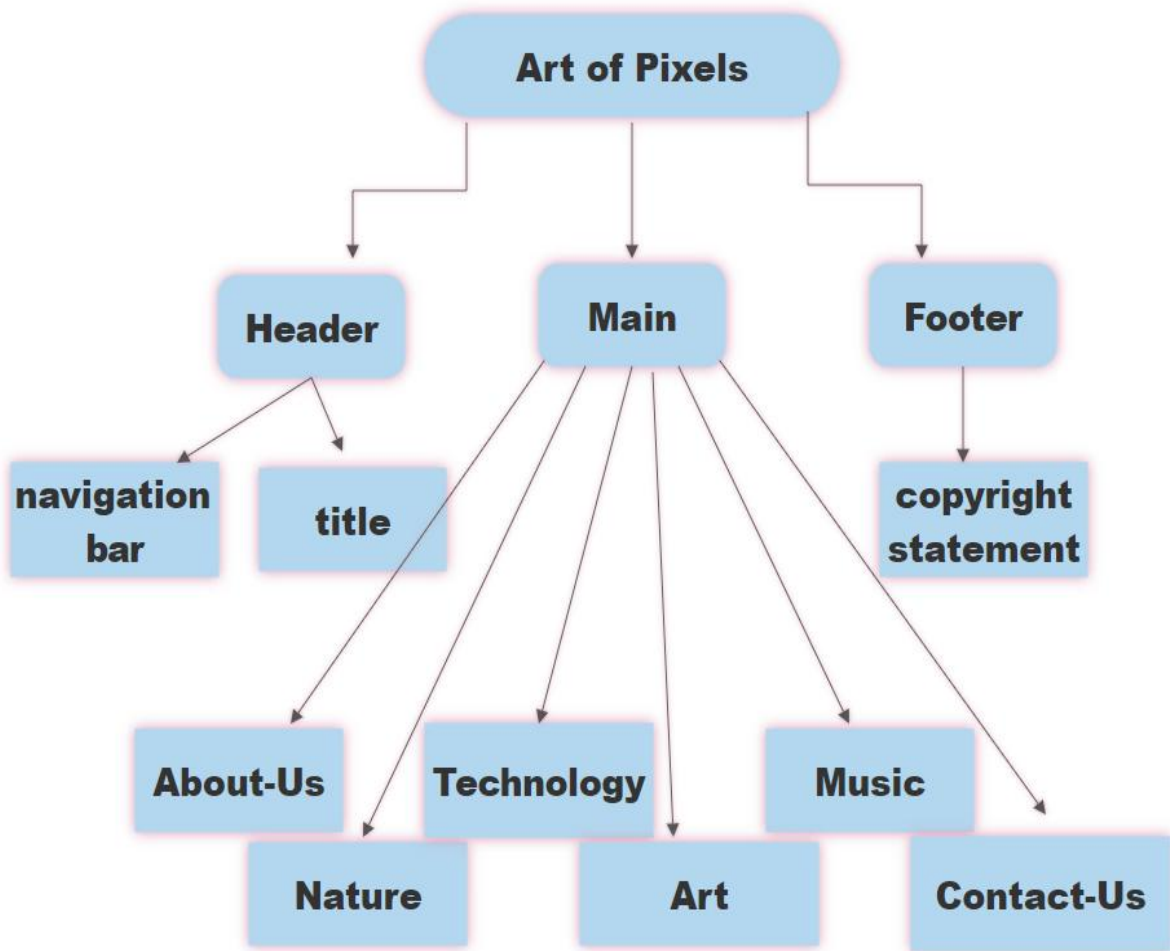 Art of Pixels
Header
Main
Footer
navigation
bar
title
copyright
statement
About-Us
Technology
Music
Nature
Art
Contact-Us